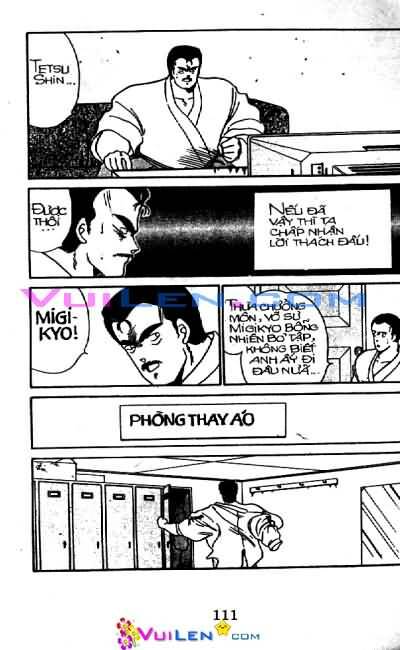 TETSU
SHIN...
ĐƯỢC
THÔI...
NẾU ĐÃ
VẬY THÌ TA
CHẤP NHẬN
LỜI THÁCH ĐẤU!
VUILEN.COM
MIGI-
KYO!
THƯA CHƯỞNG
MÔN, VÕ SƯ
MIGIKYO BỖNG
NHIÊN BỎ TẬP,
KHÔNG BIẾT
ANH ẤY ĐI
ĐÂU NỮA...
PHÒNG THAY ÁO
111
VUILEN.COM